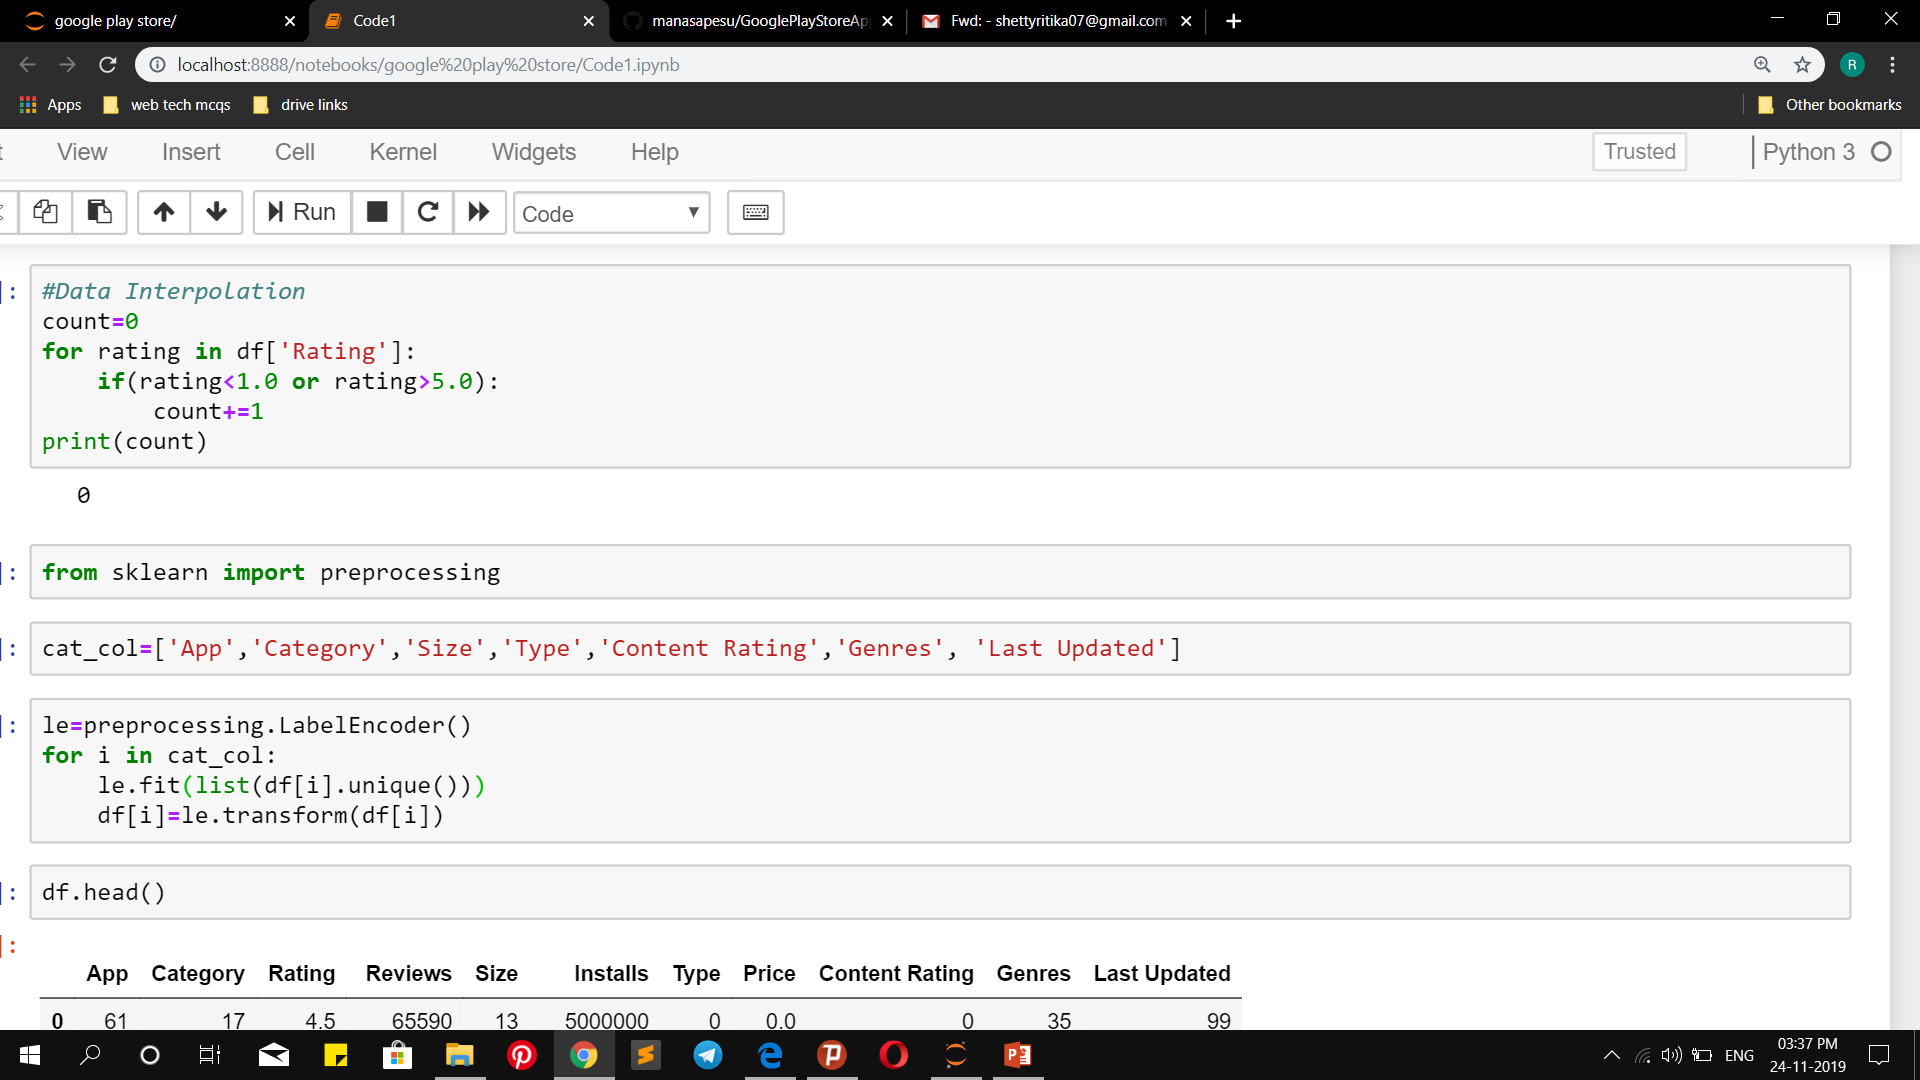 google play store/
Code1
manasapesu/GooglePlayStoreAp
Fwd: - shettyritika07@gmail.com
localhost:8888/notebooks/google%20play%20store/Code1.ipynb
R
Apps
web tech mcqs
drive links
Other bookmarks
View Insert Cell Kernel Widgets Help
Trusted
Python 3
Run
Code
]:
#Data Interpolation
count=0
for rating in df['Rating']:
    if(rating<1.0 or rating>5.0):
        count+=1
print(count)
0
]:
from sklearn import preprocessing
]:
cat_col=['App','Category','Size','Type','Content Rating','Genres', 'Last Updated']
]:
le=preprocessing.LabelEncoder()
for i in cat_col:
    le.fit(list(df[i].unique()))
    df[i]=le.transform(df[i])
]:
df.head()
]:
App Category Rating Reviews Size Installs Type Price Content Rating Genres Last Updated
0 61 17 4.5 65590 13 5000000 0 0.0 0 35 99
ENG
03:37 PM
24-11-2019